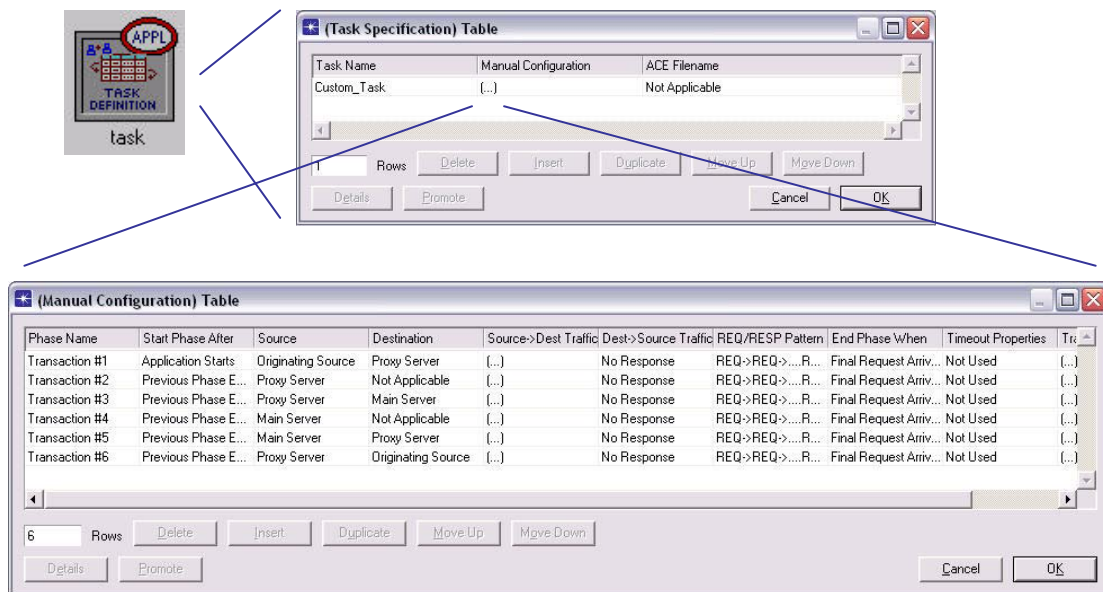 APPL
TASK
DEFINITION
task
(Task Specification) Table
Task Name Manual Configuration ACE Filename
Custom_Task (...) Not Applicable
1 Rows Delete Insert Duplicate Move Up Move Down
Details Promote Cancel OK
(Manual Configuration) Table
Phase Name Start Phase After Source Destination Source->Dest Traffic Dest->Source Traffic REQ/RESP Pattern End Phase When Timeout Properties Tra
Transaction #1 Application Starts Originating Source Proxy Server (...) No Response REQ->REQ->....R... Final Request Arriv... Not Used (...)
Transaction #2 Previous Phase E... Proxy Server Not Applicable (...) No Response REQ->REQ->....R... Final Request Arriv... Not Used (...)
Transaction #3 Previous Phase E... Proxy Server Main Server (...) No Response REQ->REQ->....R... Final Request Arriv... Not Used (...)
Transaction #4 Previous Phase E... Main Server Not Applicable (...) No Response REQ->REQ->....R... Final Request Arriv... Not Used (...)
Transaction #5 Previous Phase E... Main Server Proxy Server (...) No Response REQ->REQ->....R... Final Request Arriv... Not Used (...)
Transaction #6 Previous Phase E... Proxy Server Originating Source (...) No Response REQ->REQ->....R... Final Request Arriv... Not Used (...)
6 Rows Delete Insert Duplicate Move Up Move Down
Details Promote Cancel OK